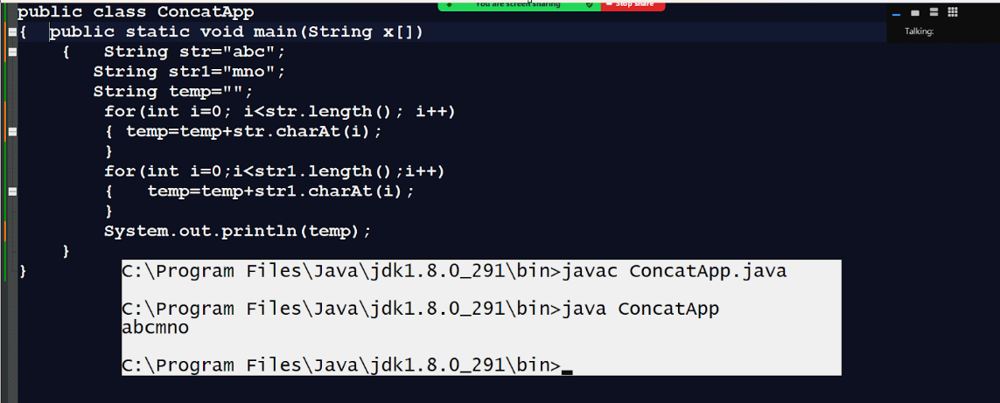 You are screen sharing Stop share
Talking:
public class ConcatApp
{ public static void main(String x[])
{ String str="abc";
String str1="mno";
String temp="";
for(int i=0; i<str.length(); i++)
{ temp=temp+str.charAt(i);
}
for(int i=0;i<str1.length();i++)
{ temp=temp+str1.charAt(i);
}
System.out.println(temp);
}
}
C:\Program Files\Java\jdk1.8.0_291\bin>javac ConcatApp.java
C:\Program Files\Java\jdk1.8.0_291\bin>java ConcatApp
abcmno
C:\Program Files\Java\jdk1.8.0_291\bin>_